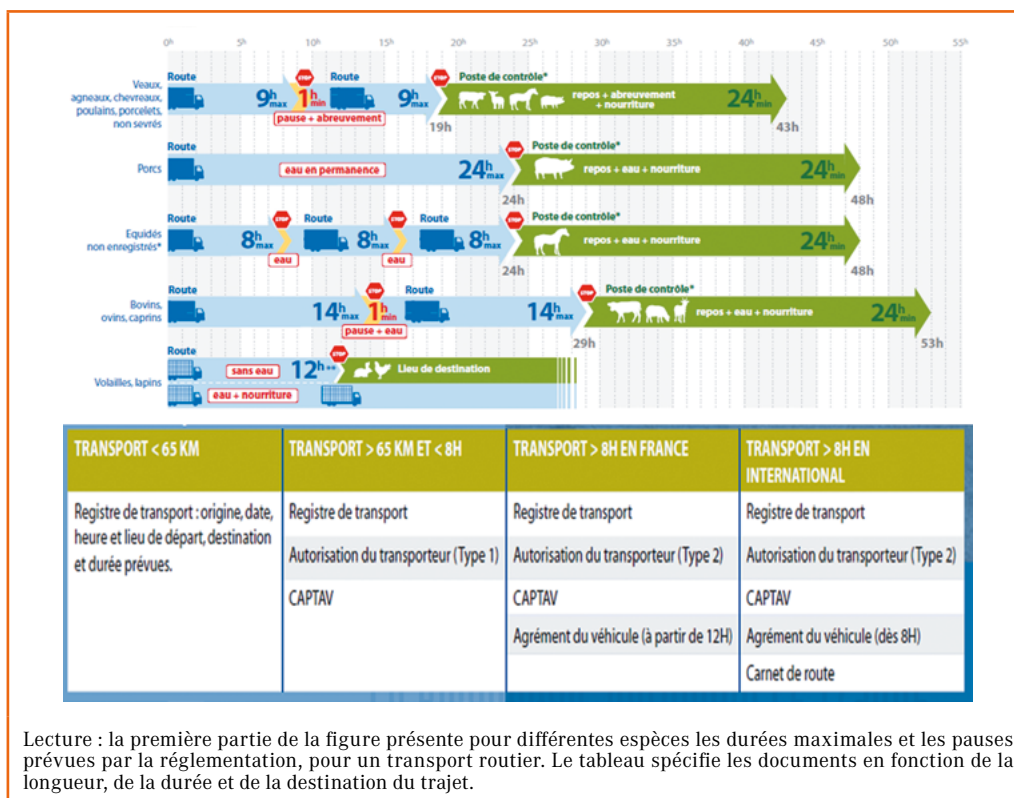 0h 5h 10h 15h 20h 25h 30h 35h 40h 45h 50h 55h
Veaux,
agneaux, chevreaux,
poulains, porcelets,
non sevrés
Route
9h max
STOP
1h min
pause + abreuvement
Route
9h max
STOP
19h
Poste de contrôle*
repos + abreuvement
+ nourriture
24h min
43h
Porcs
Route
eau en permanence
24h max
STOP
24h
Poste de contrôle*
repos + eau + nourriture
24h min
48h
Equidés
non enregistrés*
Route
8h max
STOP
eau
Route
8h max
STOP
eau
Route
8h max
STOP
24h
Poste de contrôle*
repos + eau + nourriture
24h min
48h
Bovins,
ovins, caprins
Route
14h max
STOP
1h min
pause + eau
Route
14h max
STOP
29h
Poste de contrôle*
repos + eau + nourriture
24h min
53h
Volailles, lapins
Route
sans eau
12h**
STOP
Lieu de destination
eau + nourriture
TRANSPORT < 65 KM
Registre de transport : origine, date,
heure et lieu de départ, destination
et durée prévues.
TRANSPORT > 65 KM ET < 8H
Registre de transport
Autorisation du transporteur (Type 1)
CAPTAV
TRANSPORT > 8H EN FRANCE
Registre de transport
Autorisation du transporteur (Type 2)
CAPTAV
Agrément du véhicule (à partir de 12H)
TRANSPORT > 8H EN
INTERNATIONAL
Registre de transport
Autorisation du transporteur (Type 2)
CAPTAV
Agrément du véhicule (dès 8H)
Carnet de route
Lecture : la première partie de la figure présente pour différentes espèces les durées maximales et les pauses
prévues par la réglementation, pour un transport routier. Le tableau spécifie les documents en fonction de la
longueur, de la durée et de la destination du trajet.